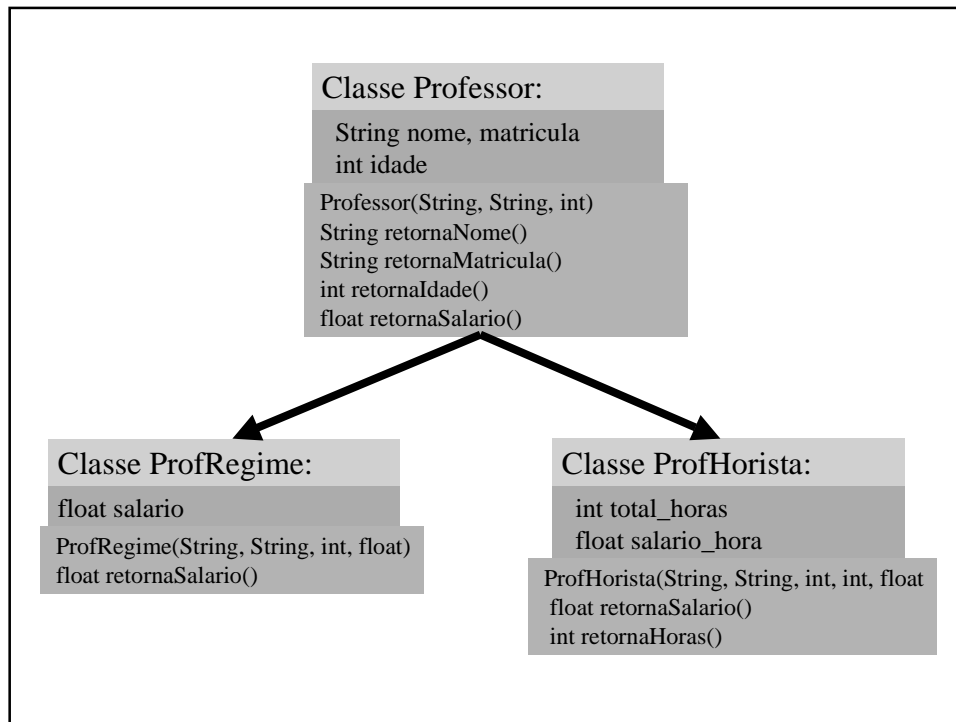 Classe Professor:
String nome, matricula
int idade
Professor(String, String, int)
String retornaNome()
String retornaMatricula()
int retornaIdade()
float retornaSalario()
Classe ProfRegime:
float salario
ProfRegime(String, String, int, float)
float retornaSalario()
Classe ProfHorista:
int total_horas
float salario_hora
ProfHorista(String, String, int, int, float
float retornaSalario()
int retornaHoras()